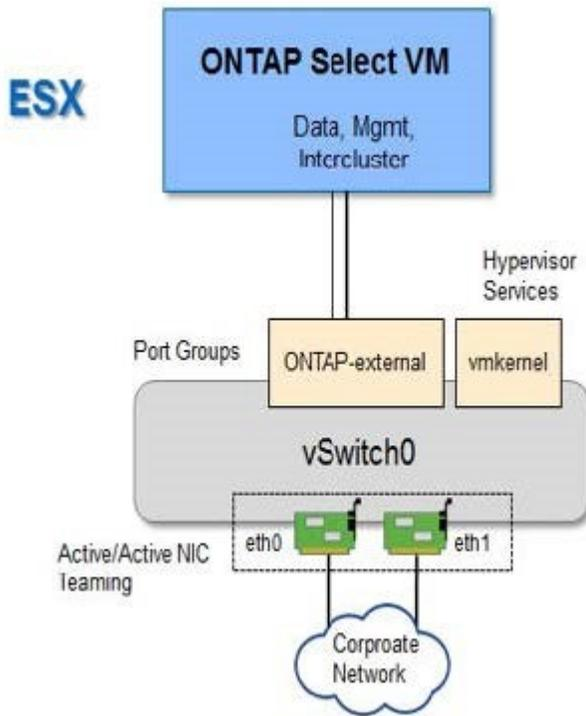 ESX
ONTAP Select VM
Data, Mgmt,
Intercluster
Hypervisor
Services
Port Groups
ONTAP-external
vmkernel
vSwitch0
eth0
eth1
Active/Active NIC
Teaming
Corproate
Network